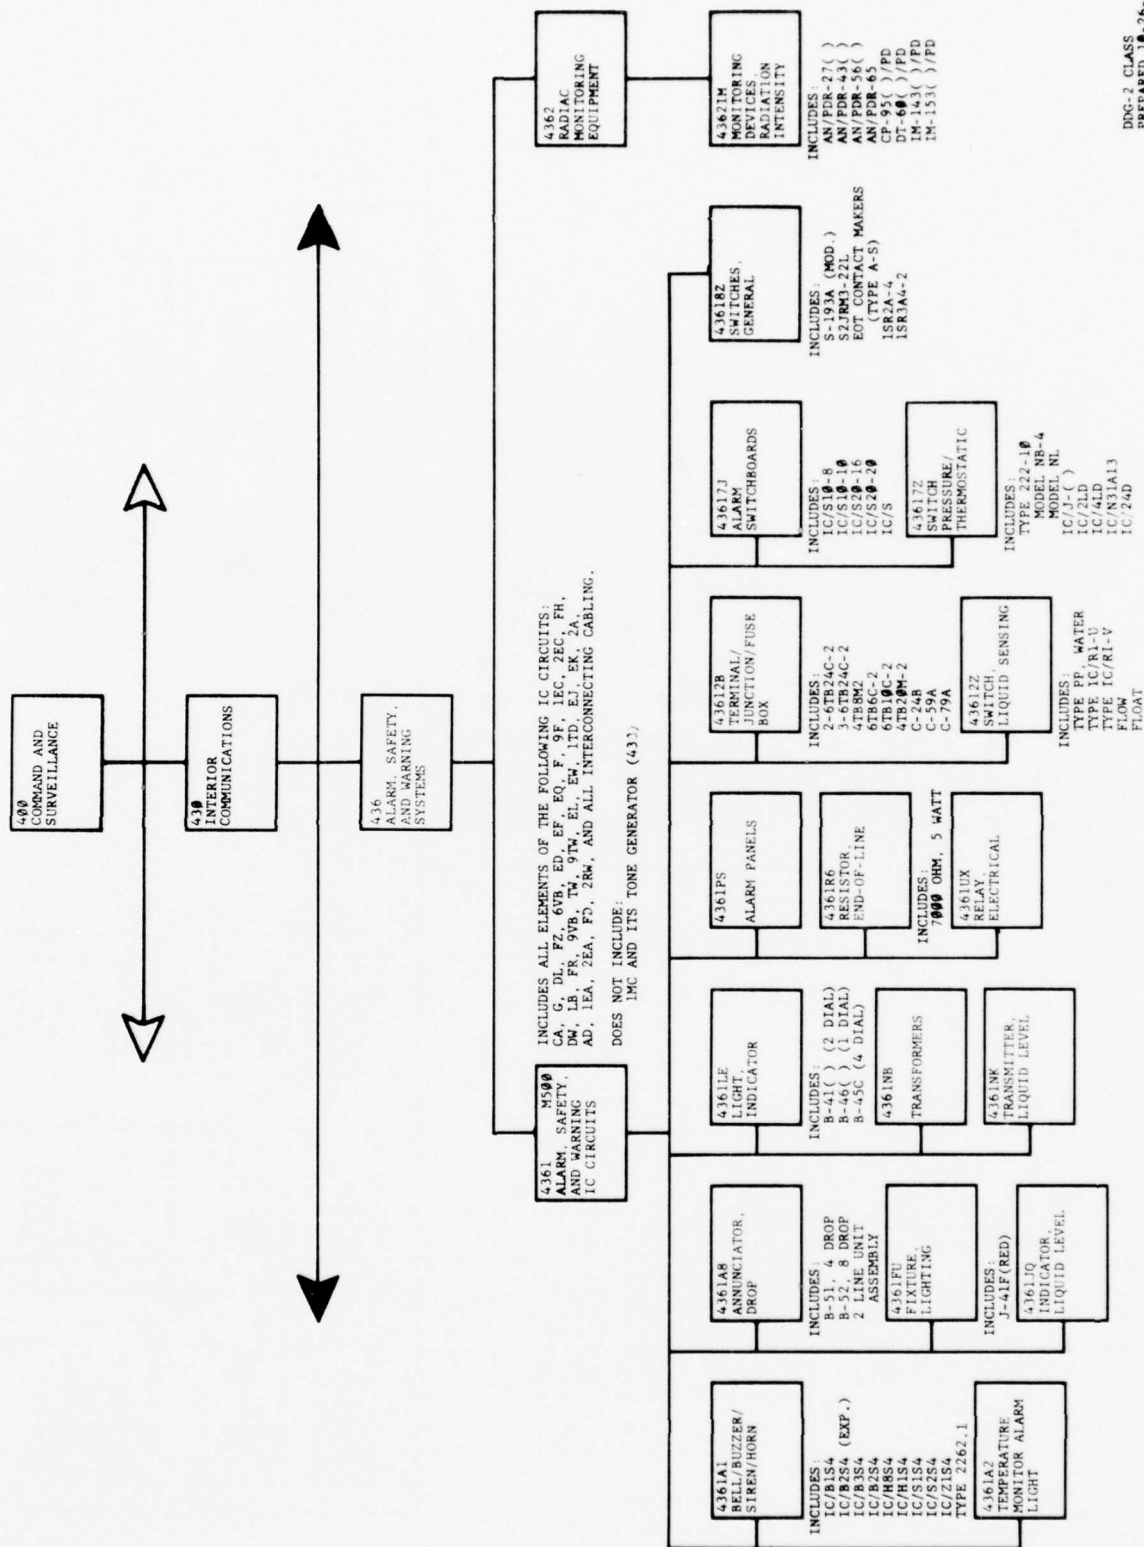 400
COMMAND AND
SURVEILLANCE
430
INTERIOR
COMMUNICATIONS
436
ALARM, SAFETY,
AND WARNING
SYSTEMS
4361 M500
ALARM, SAFETY,
AND WARNING
IC CIRCUITS
INCLUDES ALL ELEMENTS OF THE FOLLOWING IC CIRCUITS:
CA, G, DL, FZ, 6VB, ED, EF, EQ, F, 9F, 1EC, 2EC, FH,
DW, LB, FR, 9VB, TW, 9TW, EL, EW, 1TD, EJ, EK, 2A,
AD, 1EA, 2EA, FD, 2RW, AND ALL INTERCONNECTING CABLING.
DOES NOT INCLUDE:
1MC AND ITS TONE GENERATOR (433)
4362
RADIAC
MONITORING
EQUIPMENT
4361A1
BELL/BUZZER/
SIREN/HORN
INCLUDES:
IC/B1S4
IC/B2S4 (EXP.)
IC/B3S4
IC/B2S4
IC/H8S4
IC/H1S4
IC/S1S4
IC/S2S4
IC/Z1S4
TYPE 2262.1
4361A2
TEMPERATURE
MONITOR ALARM
LIGHT
4361A8
ANNUNCIATOR,
DROP
INCLUDES:
B-51, 4 DROP
B-52, 8 DROP
2 LINE UNIT
ASSEMBLY
4361FU
FIXTURE,
LIGHTING
INCLUDES:
J-41F(RED)
4361JQ
INDICATOR,
LIQUID LEVEL
4361LE
LIGHT,
INDICATOR
INCLUDES:
B-41( ) (2 DIAL)
B-46( ) (1 DIAL)
B-45C (4 DIAL)
4361NB
TRANSFORMERS
4361NK
TRANSMITTER,
LIQUID LEVEL
4361PS
ALARM PANELS
4361R6
RESISTOR,
END-OF-LINE
INCLUDES:
7000 OHM, 5 WATT
4361UX
RELAY,
ELECTRICAL
43612B
TERMINAL/
JUNCTION/FUSE
BOX
INCLUDES:
2-6TB24C-2
3-6TB24C-2
4TB8M2
6TB6C-2
6TB10C-2
4TB20M-2
C-24B
C-59A
C-79A
43612Z
SWITCH,
LIQUID SENSING
INCLUDES:
TYPE PP, WATER
TYPE IC/R1-U
TYPE IC/RI-V
FLOW
FLOAT
43617J
ALARM
SWITCHBOARDS
INCLUDES:
IC/S10-8
IC/S10-10
IC/S20-16
IC/S20-20
IC/S
43617Z
SWITCH
PRESSURE/
THERMOSTATIC
INCLUDES:
TYPE 222-10
MODEL NB-4
MODEL NL
IC/J-( )
IC/2LD
IC/4LD
IC/N31A13
IC/24D
43618Z
SWITCHES,
GENERAL
INCLUDES:
S-193A (MOD.)
S2JRM3-22L
EOT CONTACT MAKERS
(TYPE A-S)
1SR2A-4
1SR3A4-2
43621M
MONITORING
DEVICES,
RADIATION
INTENSITY
INCLUDES:
AN/PDR-27( )
AN/PDR-43( )
AN/PDR-56( )
AN/PDR-65
CP-95( )/PD
DT-60( )/PD
IM-143( )/PD
IM-153( )/PD
DDG-2 CLASS
PREPARED 10-26-